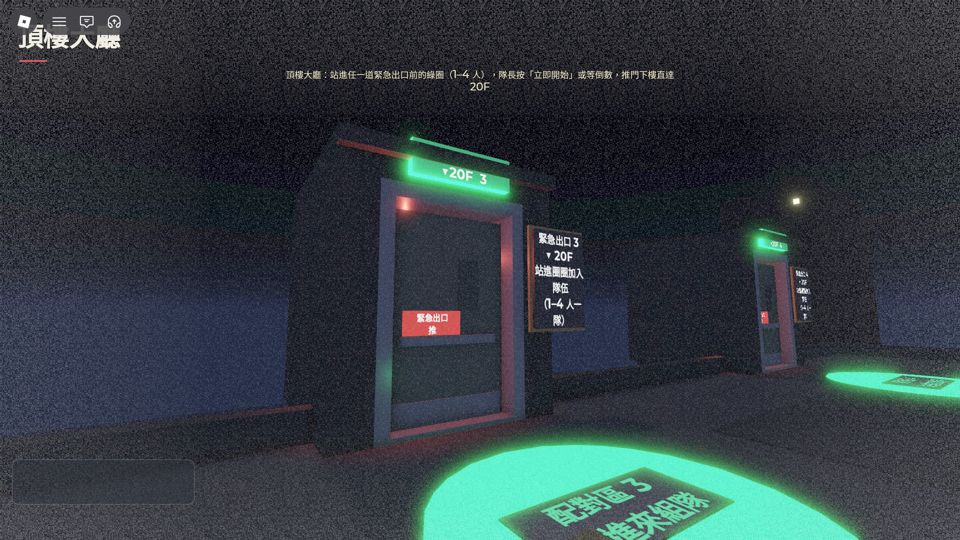 頂樓大廳
頂樓大廳：站進任一道緊急出口前的綠圈（1–4 人），隊長按「立即開始」或等倒數，推門下樓直達
20F
▼20F 3
緊急出口 3
▼ 20F
站進圈圈加入
隊伍
（1–4 人一
隊）
緊急出口
推
配對區 3
進來組隊